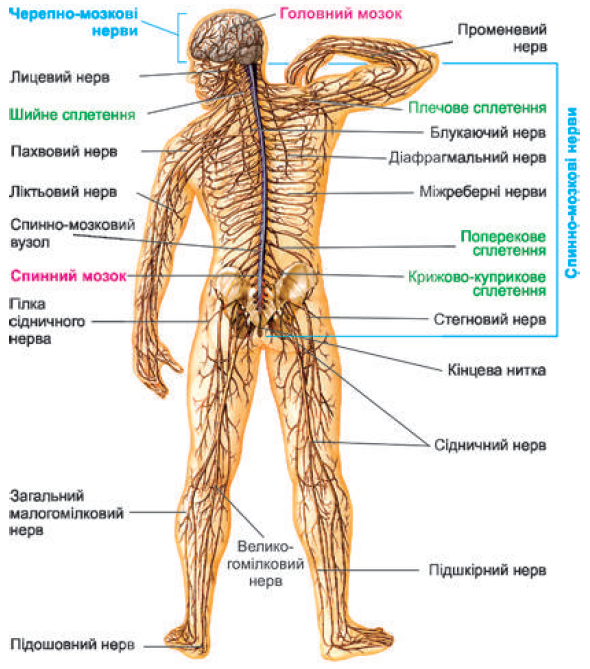 Черепно-мозкові
нерви
Головний мозок
Променевий
нерв
Лицевий нерв
Шийне сплетення
Плечове сплетення
Блукаючий нерв
Пахвовий нерв
Діафрагмальний нерв
Ліктьовий нерв
Міжреберні нерви
Спинно-мозкові нерви
Спинно-мозковий
вузол
Поперекове
сплетення
Спинний мозок
Крижово-куприкове
сплетення
Гілка
сідничного
нерва
Стегновий нерв
Кінцева нитка
Сідничний нерв
Загальний
малогомілковий
нерв
Велико-
гомілковий
нерв
Підшкірний нерв
Підошовний нерв